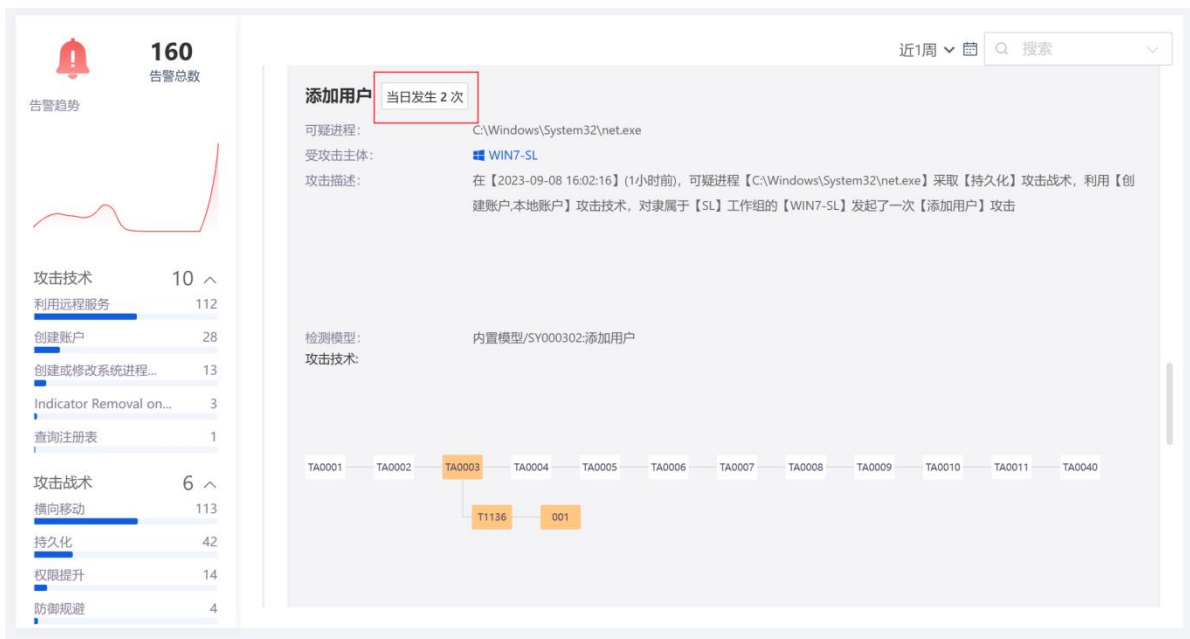 160
告警总数
告警趋势
攻击技术 10
利用远程服务 112
创建账户 28
创建或修改系统进程... 13
Indicator Removal on... 3
查询注册表 1
攻击战术 6
横向移动 113
持久化 42
权限提升 14
防御规避 4
近1周 搜索
添加用户 当日发生 2 次
可疑进程: C:\Windows\System32\net.exe
受攻击主体: WIN7-SL
攻击描述: 在【2023-09-08 16:02:16】(1小时前),可疑进程【C:\Windows\System32\net.exe】采取【持久化】攻击战术,利用【创
建账户,本地账户】攻击技术,对隶属于【SL】工作组的【WIN7-SL】发起了一次【添加用户】攻击
检测模型: 内置模型/SY000302:添加用户
攻击技术:
TA0001 TA0002 TA0003 TA0004 TA0005 TA0006 TA0007 TA0008 TA0009 TA0010 TA0011 TA0040
T1136 001